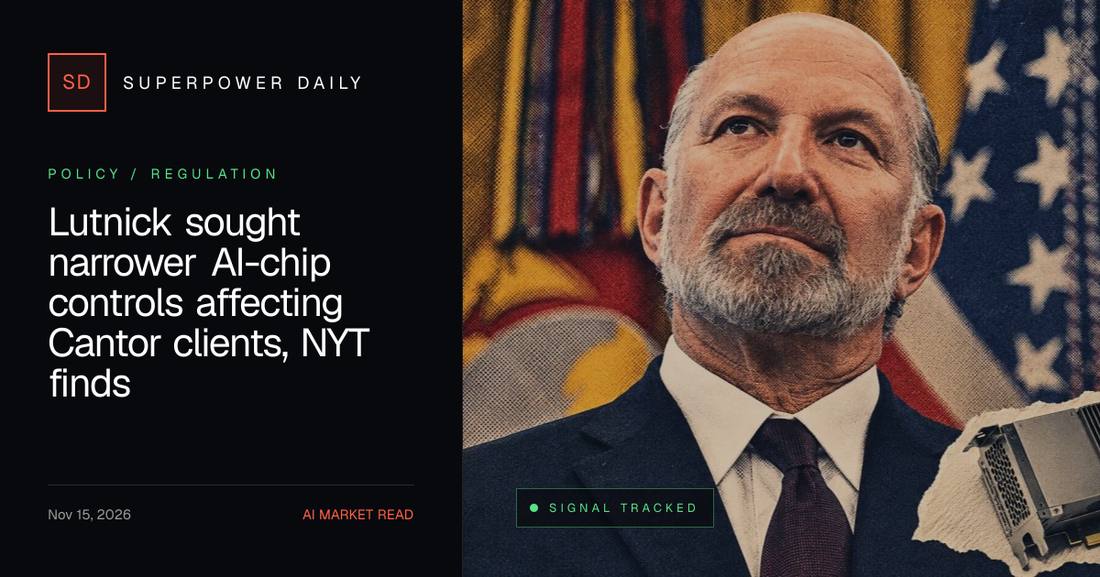 SD
SUPERPOWER DAILY
POLICY / REGULATION
Lutnick sought
narrower AI-chip
controls affecting
Cantor clients, NYT
finds
Nov 15, 2026
AI MARKET READ
SIGNAL TRACKED